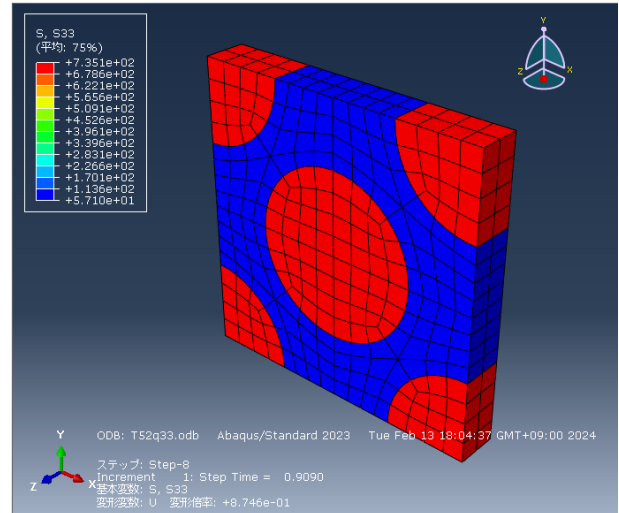 S, S33
(平均: 75%)
+7.351e+02
+6.786e+02
+6.221e+02
+5.656e+02
+5.091e+02
+4.526e+02
+3.961e+02
+3.396e+02
+2.831e+02
+2.266e+02
+1.701e+02
+1.136e+02
+5.710e+01
Y
Z X
ODB: T52q33.odb Abaqus/Standard 2023 Tue Feb 13 18:04:37 GMT+09:00 2024
Y
Z X
ステップ: Step-8
Increment 1: Step Time = 0.9090
基本変数: S, S33
変形変数: U 変形倍率: +8.746e-01